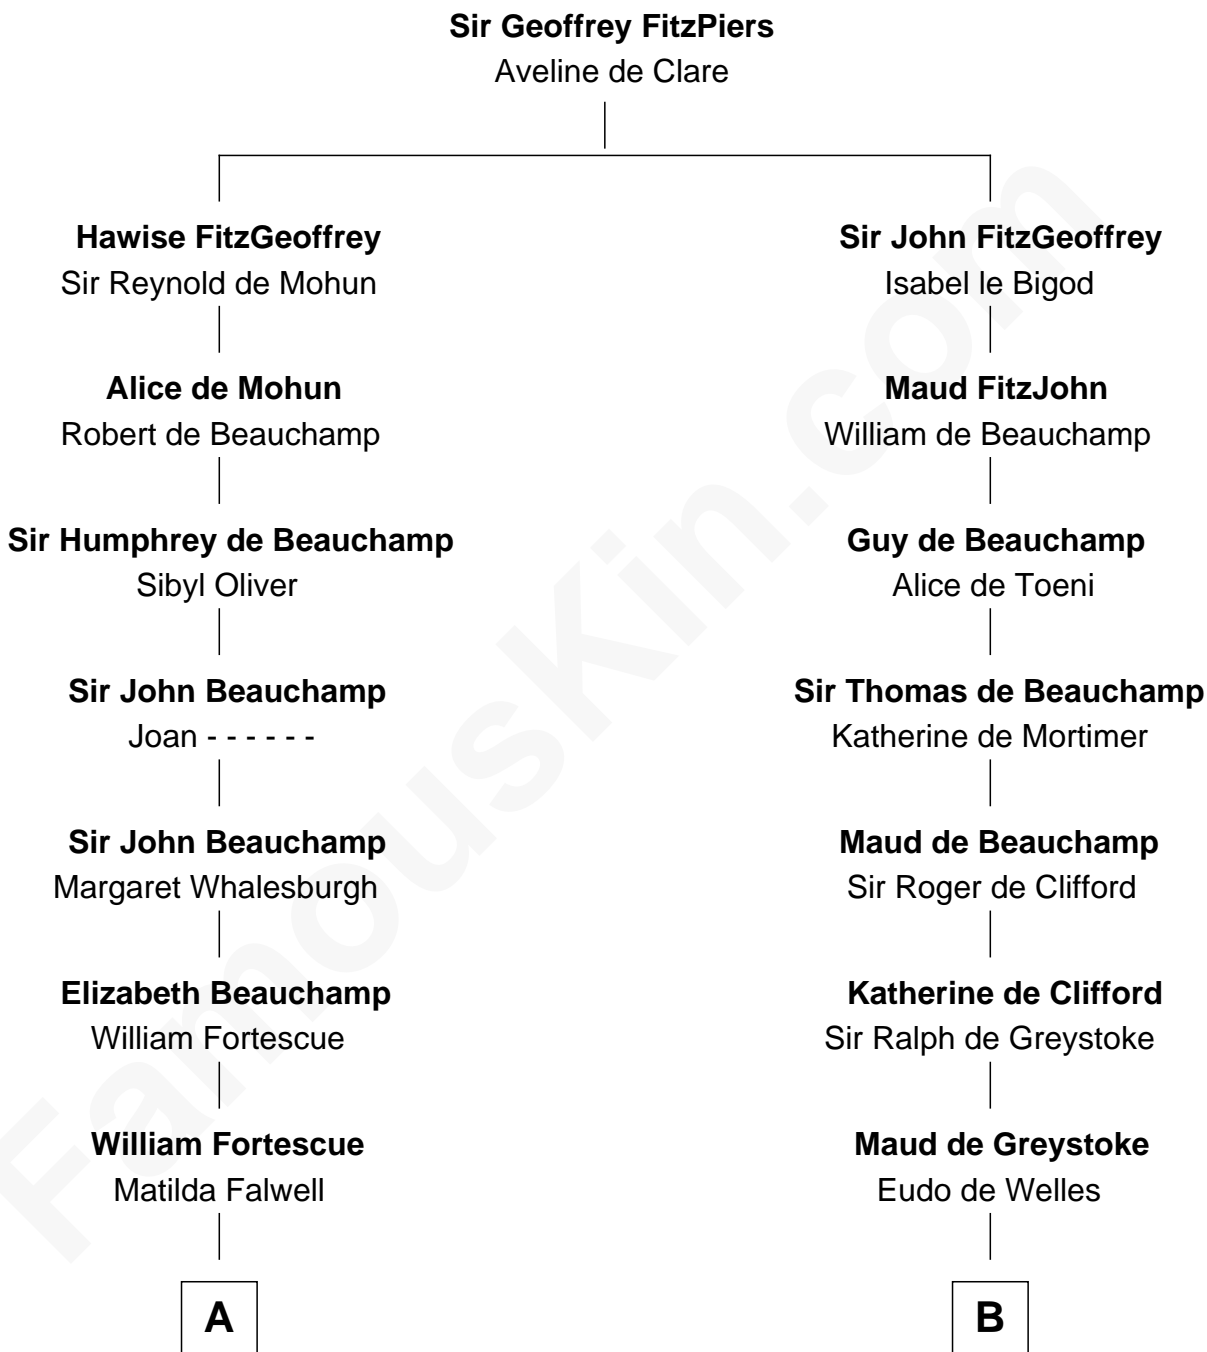 Sir Geoffrey FitzPiers
Aveline de Clare
Hawise FitzGeoffrey
Sir Reynold de Mohun
Alice de Mohun
Robert de Beauchamp
Sir Humphrey de Beauchamp
Sibyl Oliver
Sir John Beauchamp
Joan - - - - - -
Sir John Beauchamp
Margaret Whalesburgh
Elizabeth Beauchamp
William Fortescue
William Fortescue
Matilda Falwell
A
Sir John FitzGeoffrey
Isabel le Bigod
Maud FitzJohn
William de Beauchamp
Guy de Beauchamp
Alice de Toeni
Sir Thomas de Beauchamp
Katherine de Mortimer
Maud de Beauchamp
Sir Roger de Clifford
Katherine de Clifford
Sir Ralph de Greystoke
Maud de Greystoke
Eudo de Welles
B
FamousKin.com